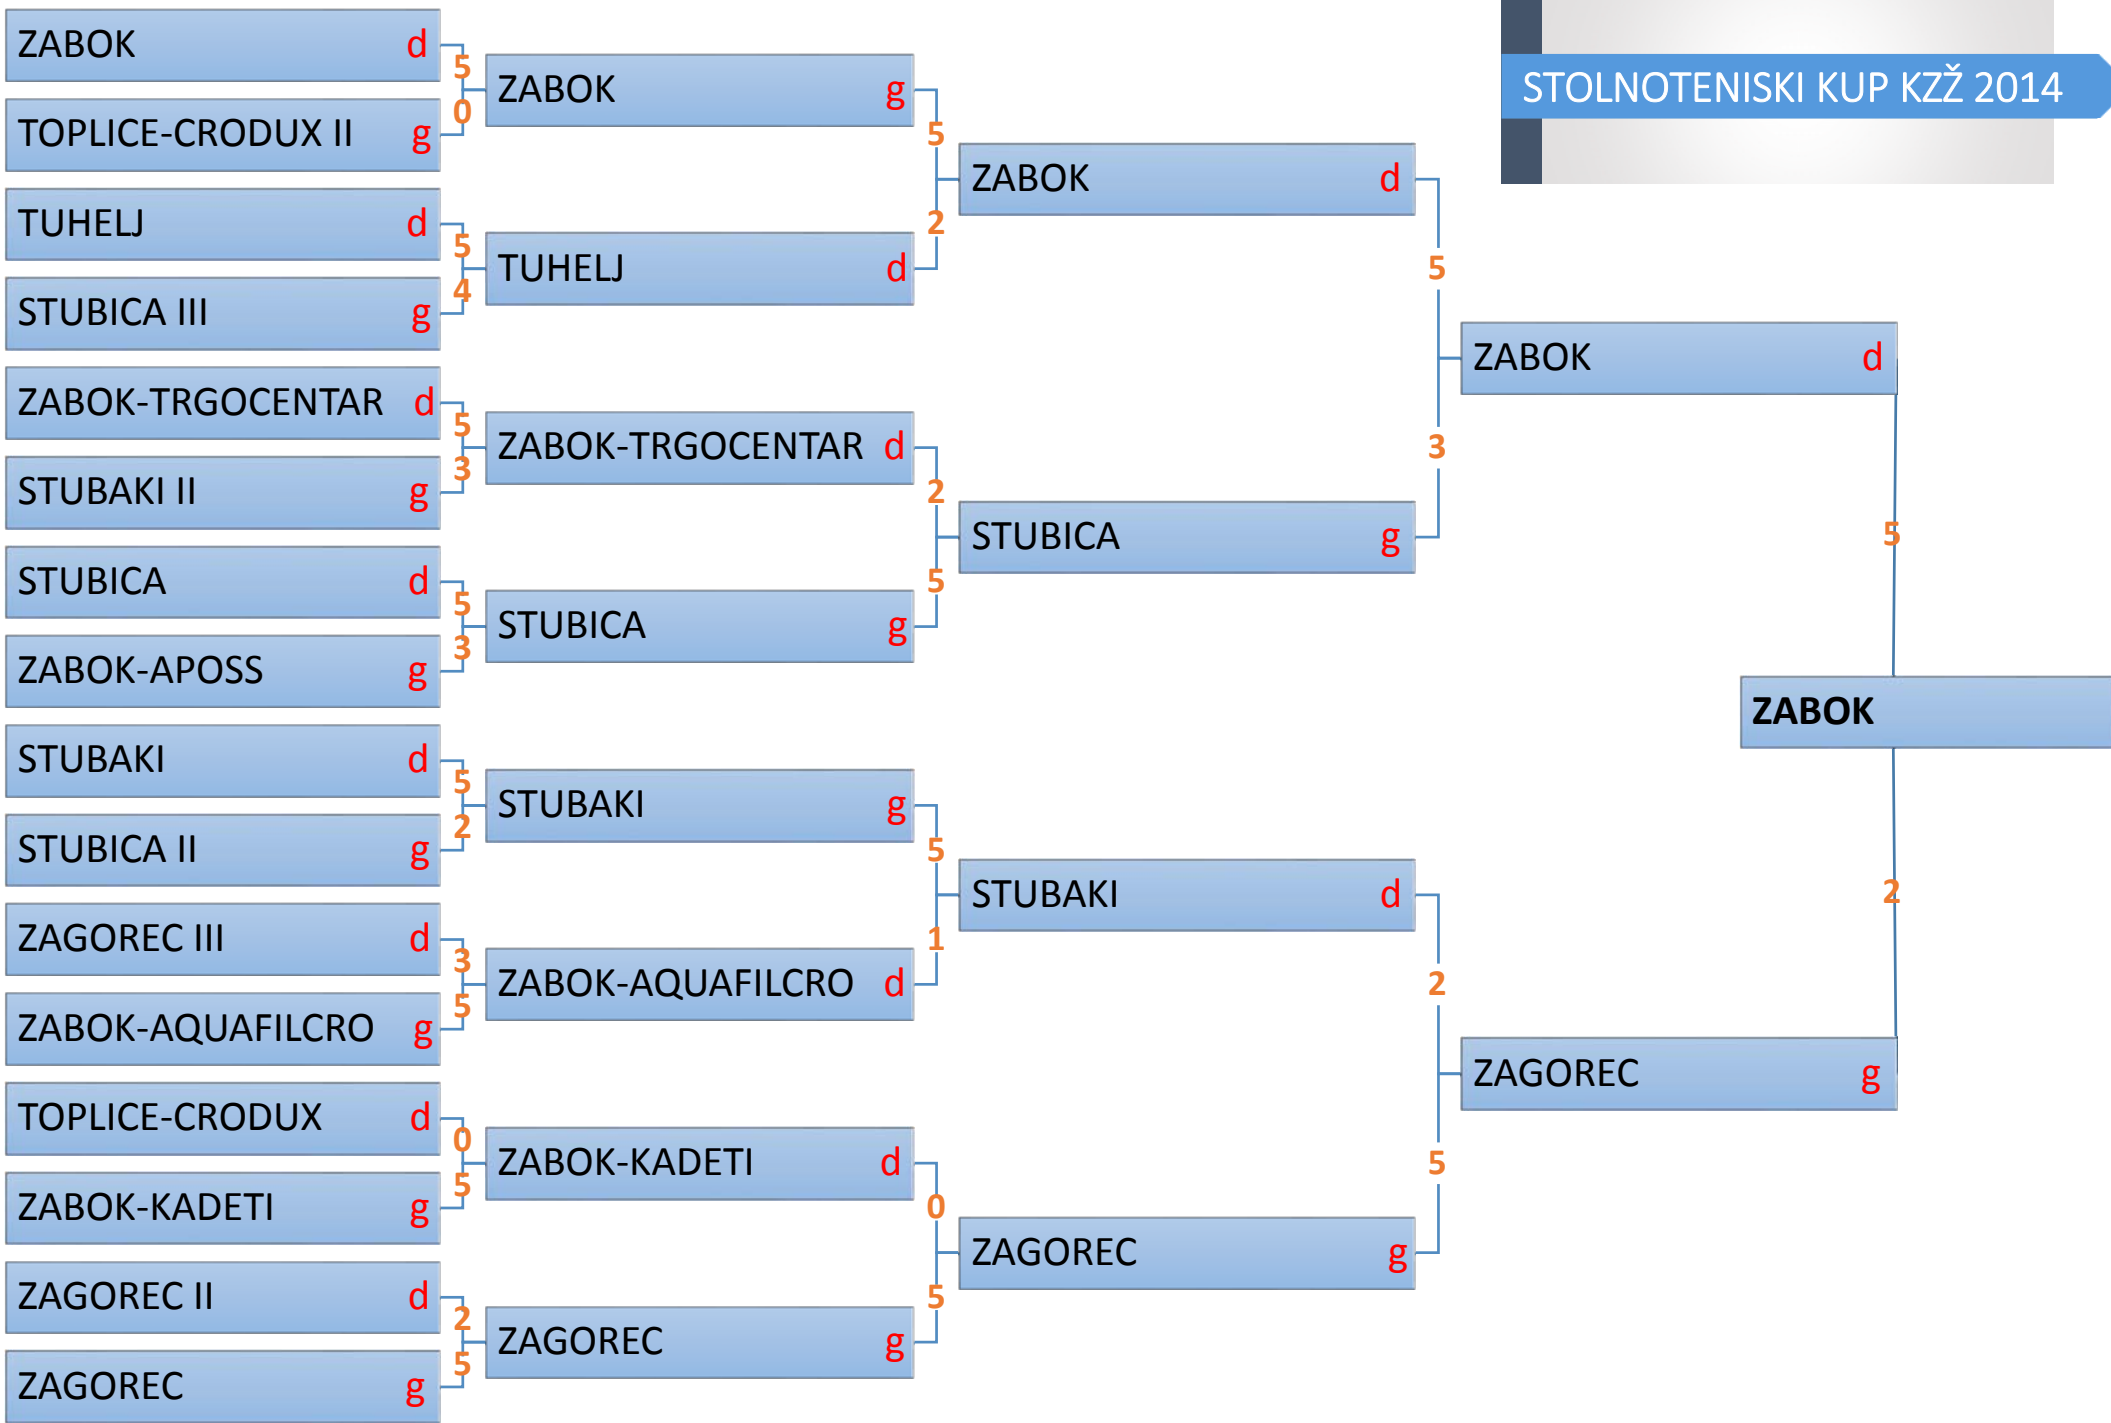 STOLNOTENISKI KUP KZŽ 2014
ZABOK d
5
0
TOPLICE-CRODUX II g
TUHELJ d
5
4
STUBICA III g
ZABOK-TRGOCENTAR d
5
3
STUBAKI II g
STUBICA d
5
3
ZABOK-APOSS g
STUBAKI d
5
2
STUBICA II g
ZAGOREC III d
3
5
ZABOK-AQUAFILCRO g
TOPLICE-CRODUX d
0
5
ZABOK-KADETI g
ZAGOREC II d
2
5
ZAGOREC g
ZABOK g
5
2
TUHELJ d
ZABOK-TRGOCENTAR d
2
5
STUBICA g
STUBAKI g
5
1
ZABOK-AQUAFILCRO d
ZABOK-KADETI d
0
5
ZAGOREC g
ZABOK d
5
3
STUBICA g
STUBAKI d
2
5
ZAGOREC g
ZABOK d
5
2
ZAGOREC g
ZABOK